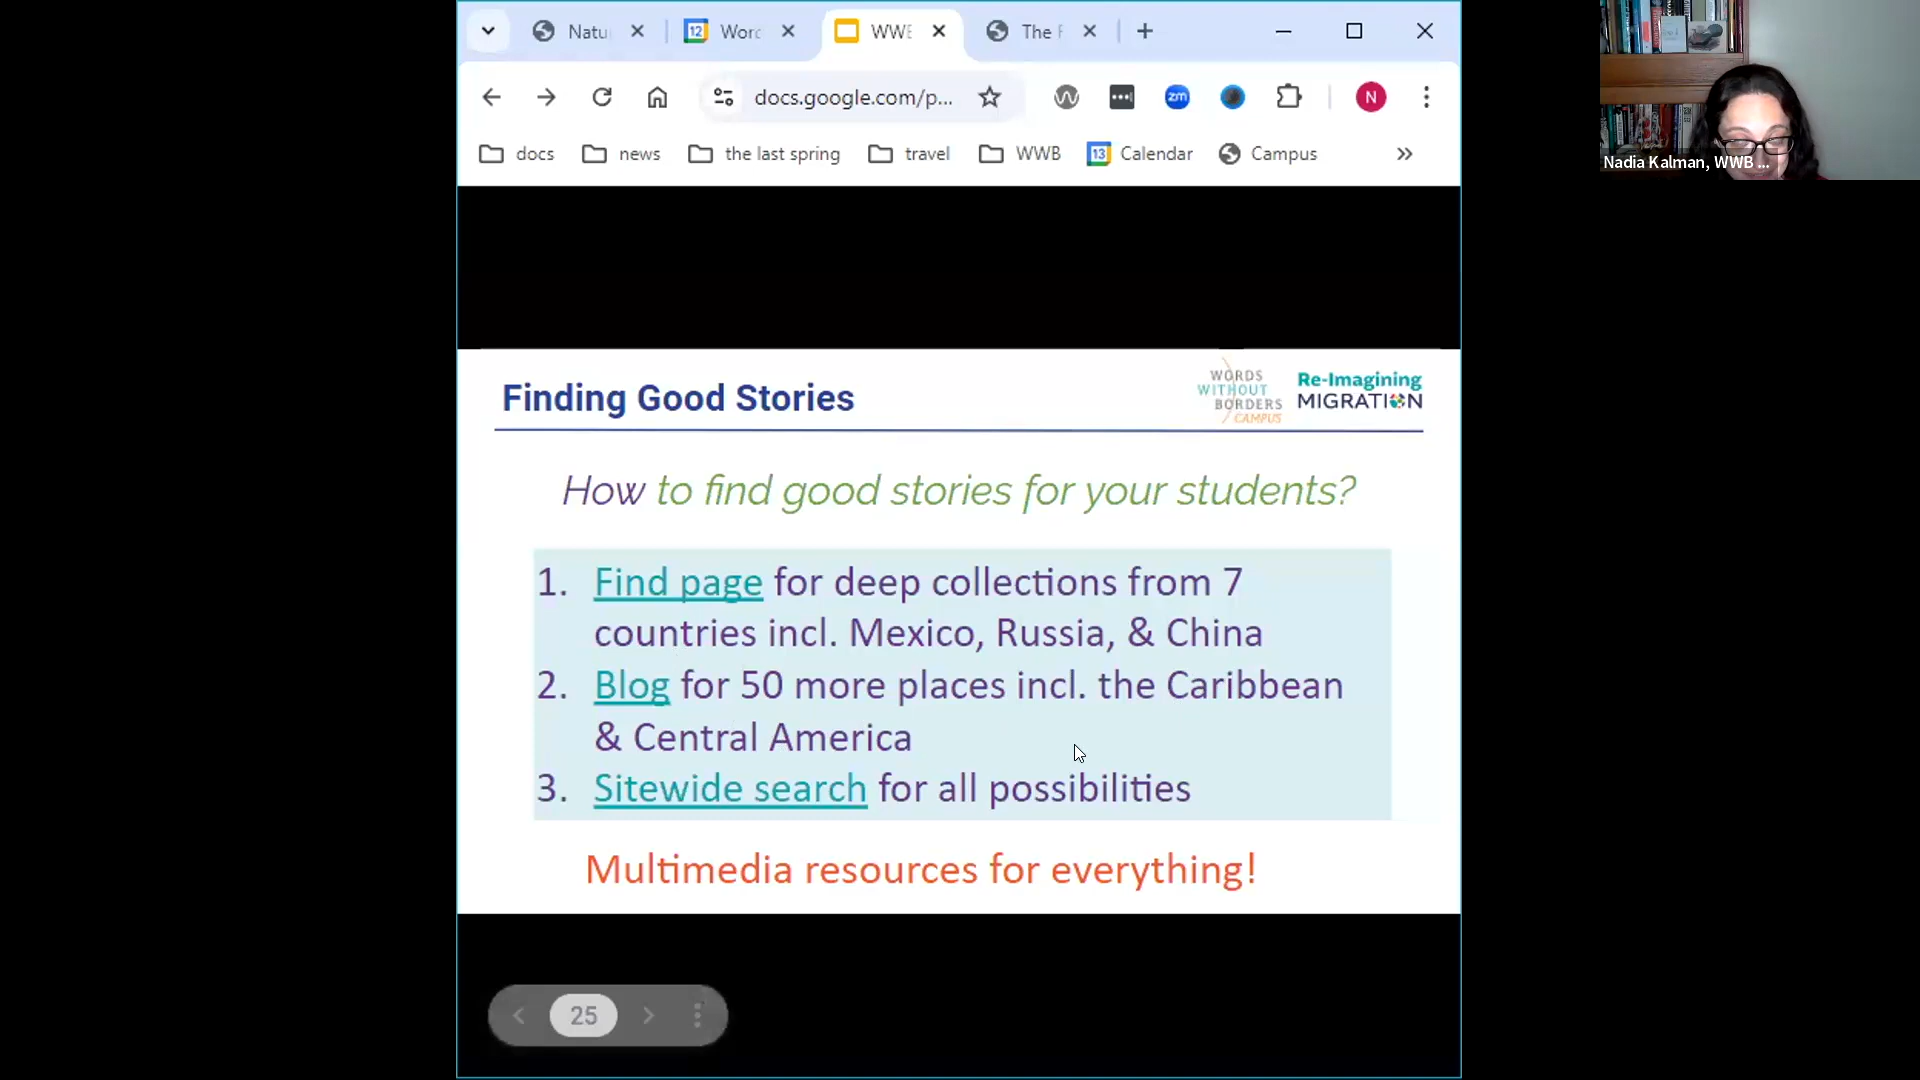 Natu
12
Word
WWE
The F
docs.google.com/p...
zm
N
docs
news
the last spring
travel
WWB
13
Calendar
Campus
Nadia Kalman, WWB ...
Finding Good Stories
WORDS
WITHOUT
BORDERS
CAMPUS
Re-Imagining
MIGRATION
How to find good stories for your students?
1. Find page for deep collections from 7
countries incl. Mexico, Russia, & China
2. Blog for 50 more places incl. the Caribbean
& Central America
3. Sitewide search for all possibilities
Multimedia resources for everything!
25